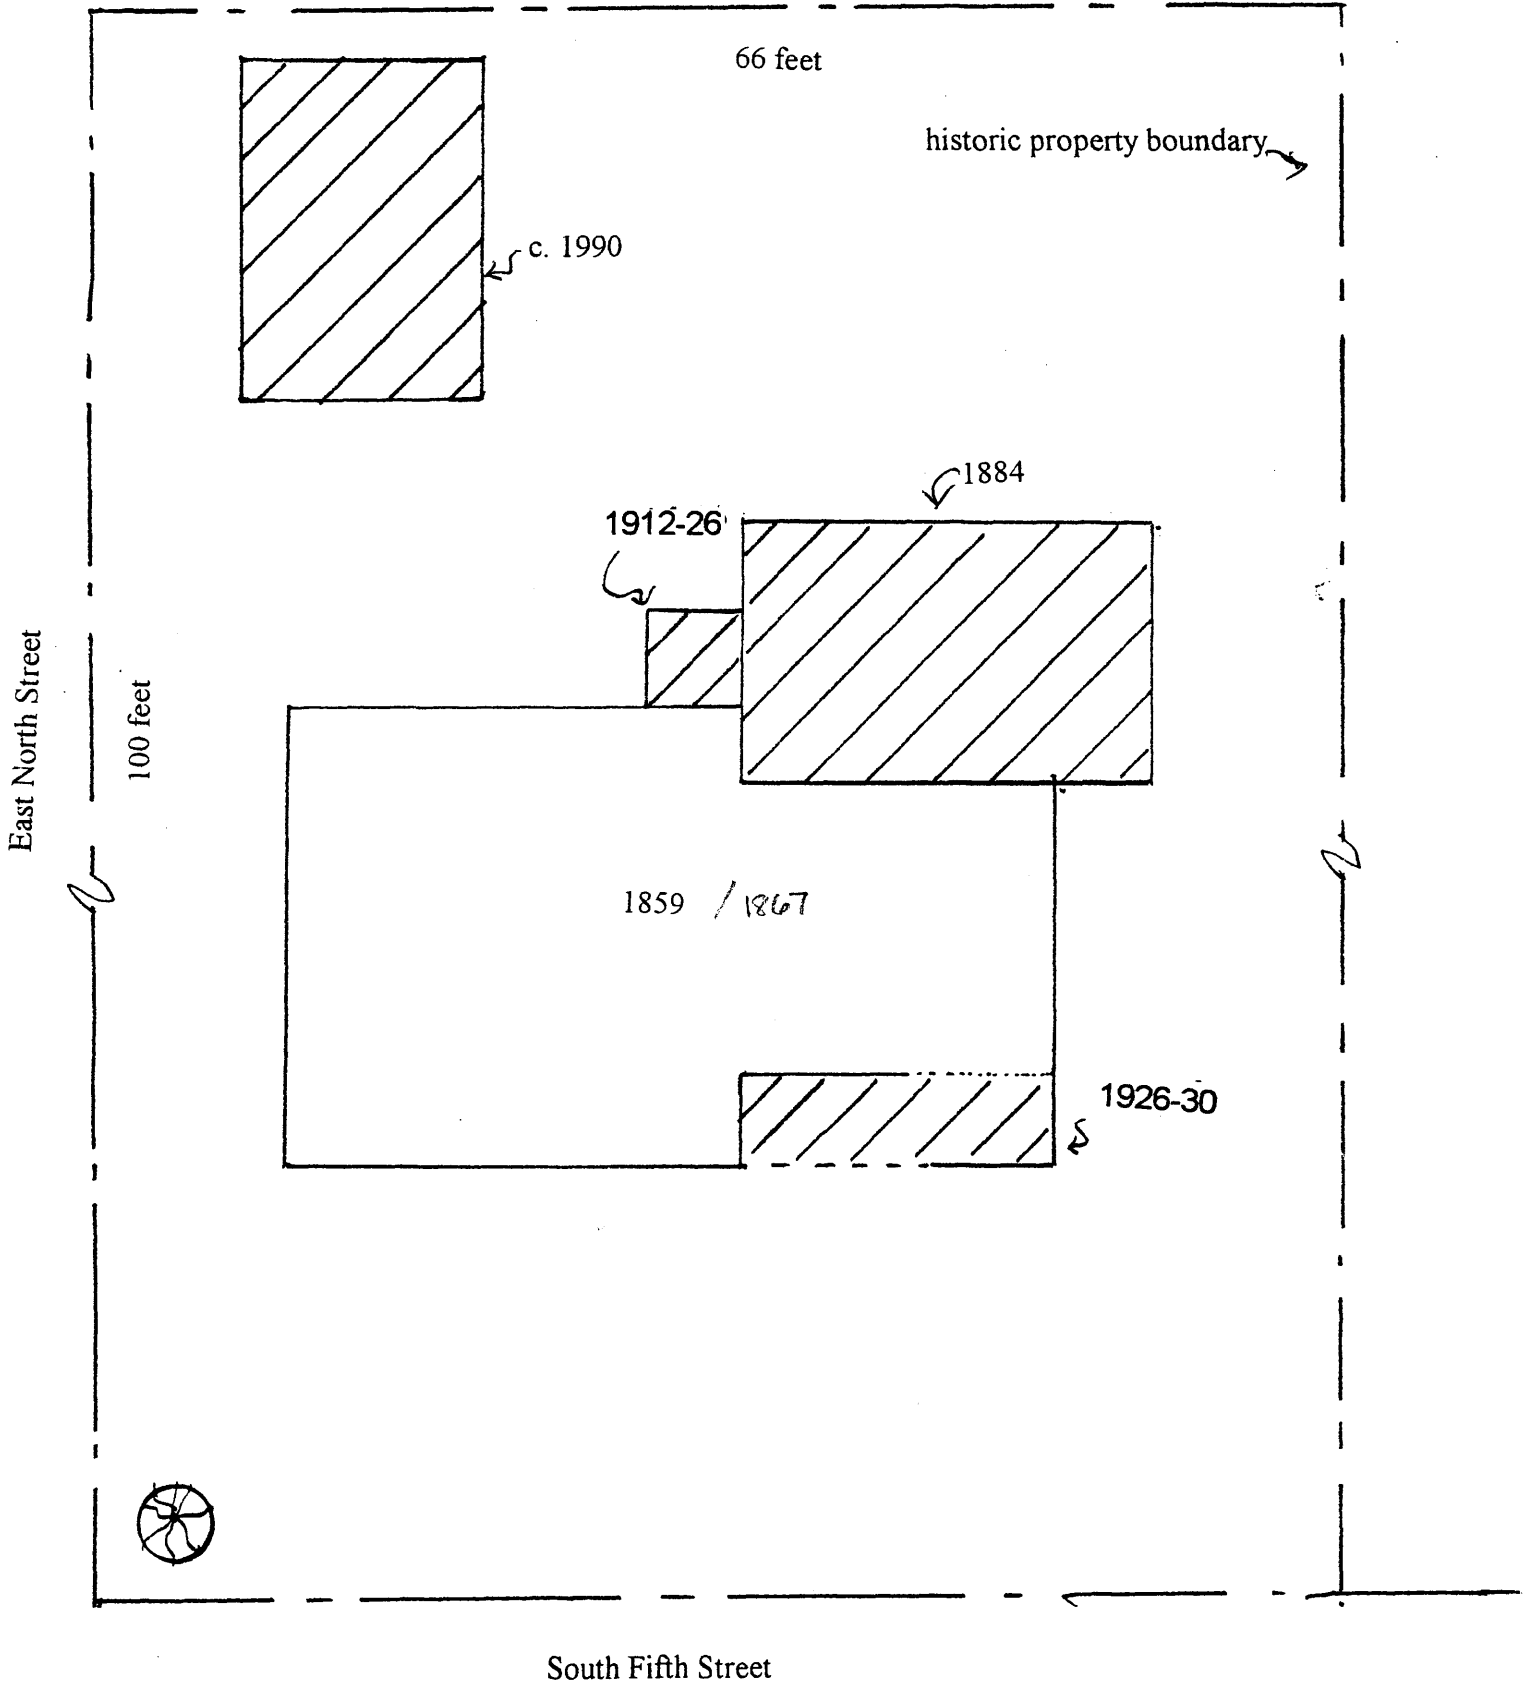 66 feet
historic property boundary
c. 1990
1884
1912-26
East North Street
100 feet
1859 / 1867
1926-30
South Fifth Street